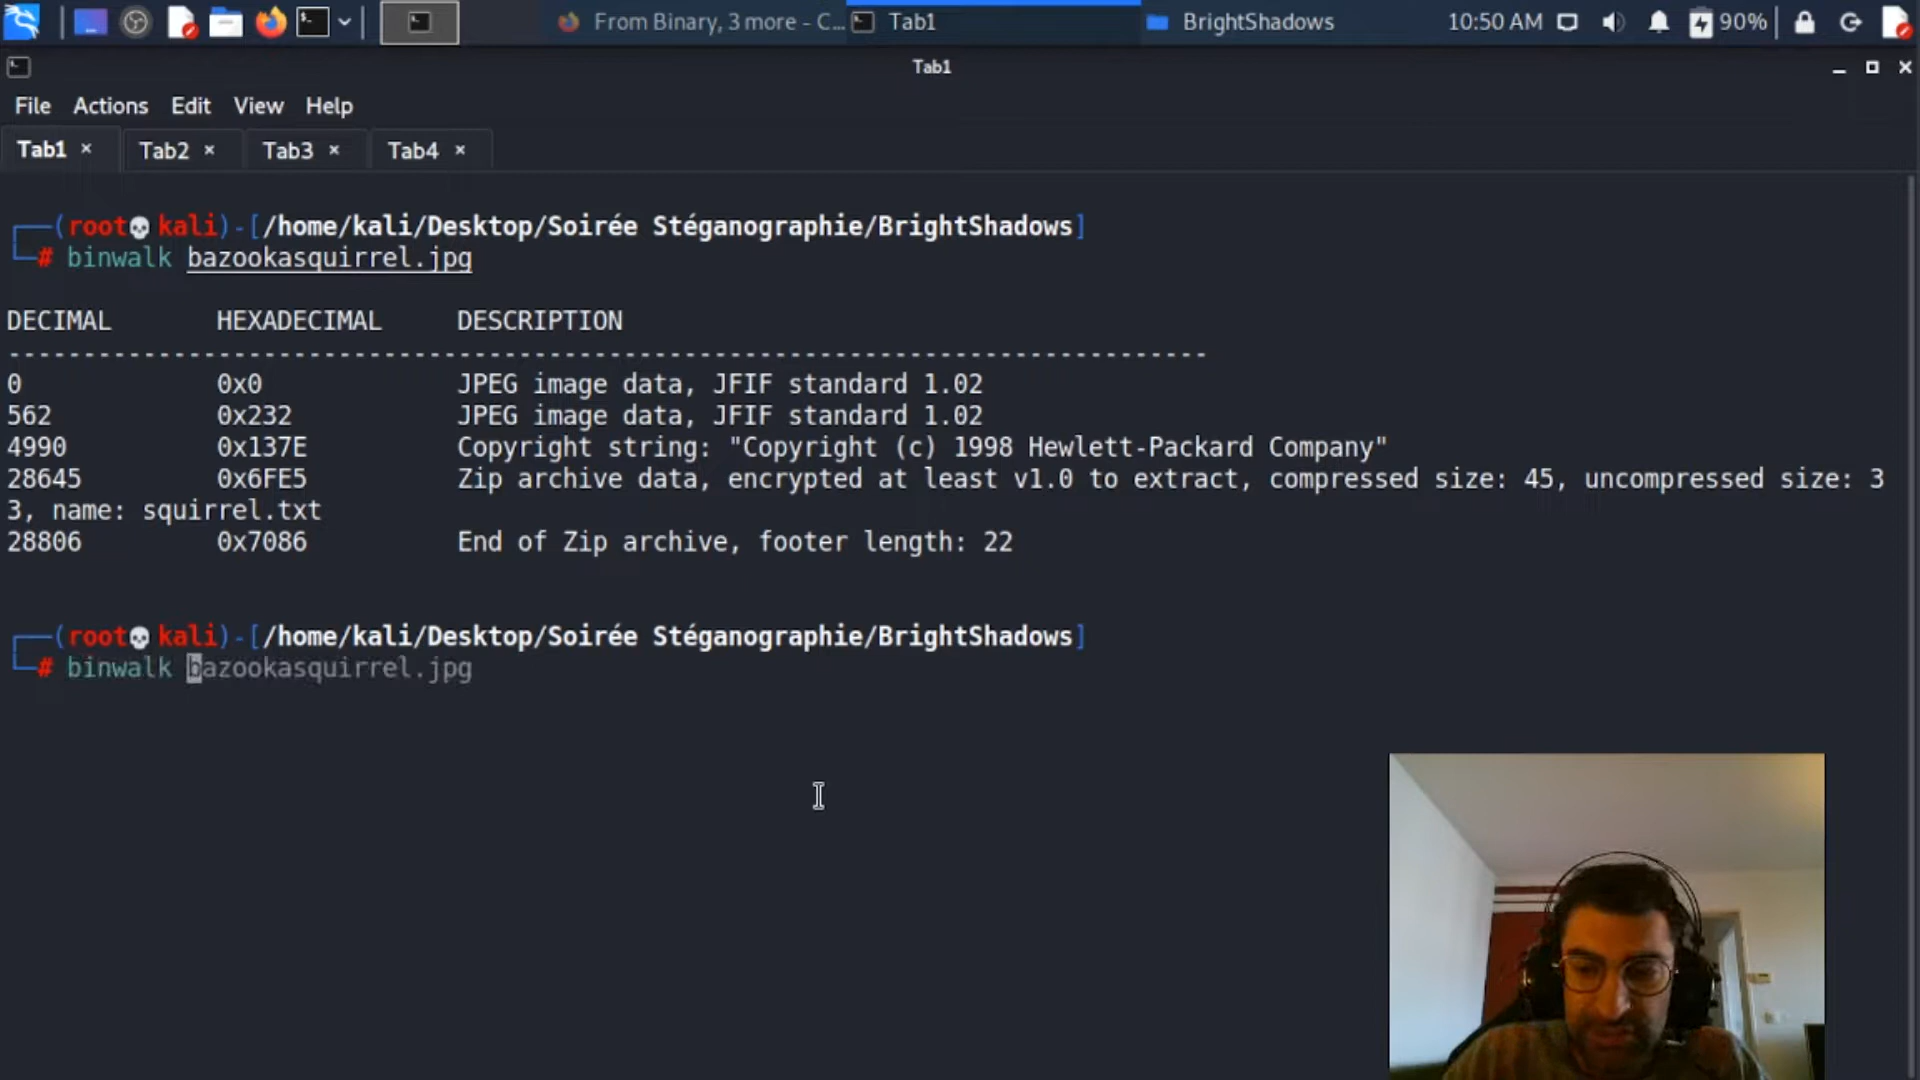 From Binary, 3 more - C...
Tab1
BrightShadows
10:50 AM
90%
Tab1
File Actions Edit View Help
Tab1 × Tab2 × Tab3 × Tab4 ×
(root💀kali)-[/home/kali/Desktop/Soirée Stéganographie/BrightShadows]
# binwalk bazookasquirrel.jpg
DECIMAL HEXADECIMAL DESCRIPTION
--------------------------------------------------------------------------------
0 0x0 JPEG image data, JFIF standard 1.02
562 0x232 JPEG image data, JFIF standard 1.02
4990 0x137E Copyright string: "Copyright (c) 1998 Hewlett-Packard Company"
28645 0x6FE5 Zip archive data, encrypted at least v1.0 to extract, compressed size: 45, uncompressed size: 3
3, name: squirrel.txt
28806 0x7086 End of Zip archive, footer length: 22
(root💀kali)-[/home/kali/Desktop/Soirée Stéganographie/BrightShadows]
# binwalk bazookasquirrel.jpg